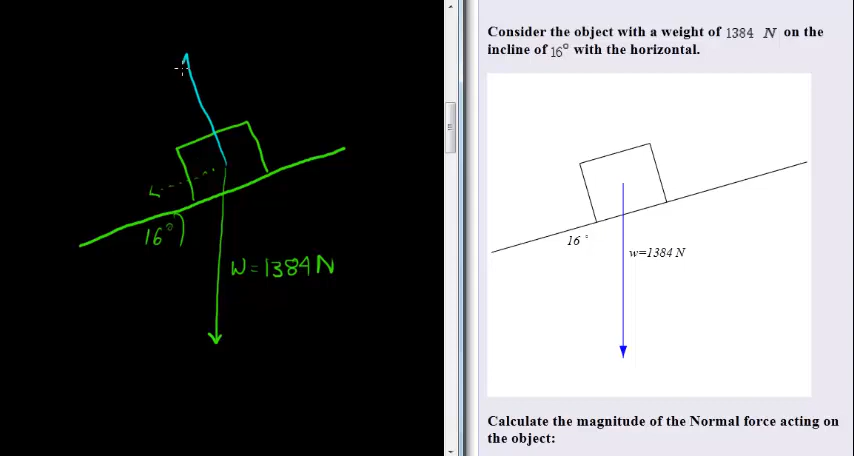 16°
W = 1384 N
Consider the object with a weight of 1384 N on the
incline of 16° with the horizontal.
16 °
w=1384 N
Calculate the magnitude of the Normal force acting on
the object: